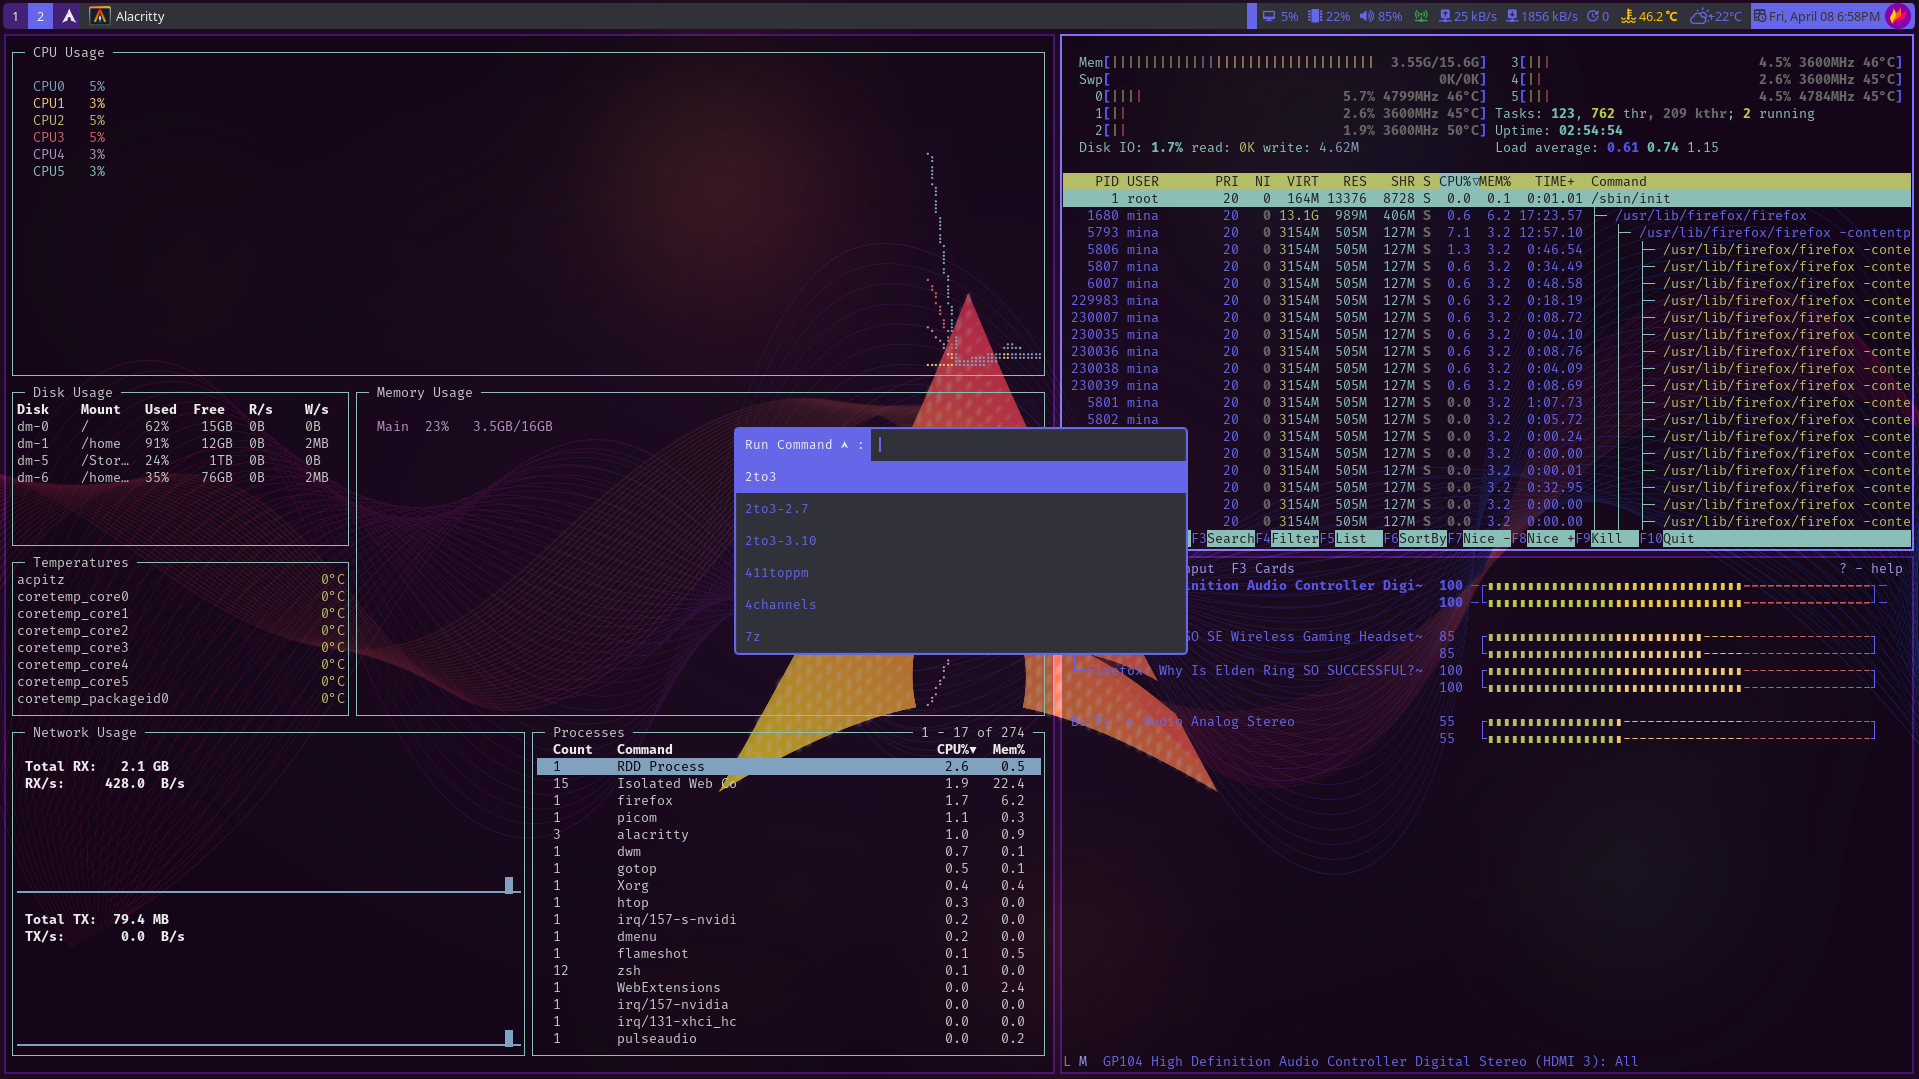 1 2 Alacritty 5% 22% 85% 25 kB/s 1856 kB/s 0 46.2 °C +22°C Fri, April 08 6:58PM
CPU Usage
CPU0 5%
CPU1 3%
CPU2 5%
CPU3 5%
CPU4 3%
CPU5 3%
Disk Usage
Disk Mount Used Free R/s W/s
dm-0 / 62% 15GB 0B 0B
dm-1 /home 91% 12GB 0B 2MB
dm-5 /Stor… 24% 1TB 0B 0B
dm-6 /home… 35% 76GB 0B 2MB
Memory Usage
Main 23% 3.5GB/16GB
Temperatures
acpitz 0°C
coretemp_core0 0°C
coretemp_core1 0°C
coretemp_core2 0°C
coretemp_core3 0°C
coretemp_core4 0°C
coretemp_core5 0°C
coretemp_packageid0 0°C
Network Usage
Total RX: 2.1 GB
RX/s: 428.0 B/s
Total TX: 79.4 MB
TX/s: 0.0 B/s
Processes 1 - 17 of 274
Count Command CPU%▼ Mem%
1 RDD Process 2.6 0.5
15 Isolated Web Co 1.9 22.4
1 firefox 1.7 6.2
1 picom 1.1 0.3
3 alacritty 1.0 0.9
1 dwm 0.7 0.1
1 gotop 0.5 0.1
1 Xorg 0.4 0.4
1 htop 0.3 0.0
1 irq/157-s-nvidi 0.2 0.0
1 dmenu 0.2 0.0
1 flameshot 0.1 0.5
12 zsh 0.1 0.0
1 WebExtensions 0.0 2.4
1 irq/157-nvidia 0.0 0.0
1 irq/131-xhci_hc 0.0 0.0
1 pulseaudio 0.0 0.2
Run Command :
2to3
2to3-2.7
2to3-3.10
411toppm
4channels
7z
Mem[ 3.55G/15.6G] 3[ 4.5% 3600MHz 46°C]
Swp[ 0K/0K] 4[ 2.6% 3600MHz 45°C]
0[ 5.7% 4799MHz 46°C] 5[ 4.5% 4784MHz 45°C]
1[ 2.6% 3600MHz 45°C] Tasks: 123, 762 thr, 209 kthr; 2 running
2[ 1.9% 3600MHz 50°C] Uptime: 02:54:54
Disk IO: 1.7% read: 0K write: 4.62M Load average: 0.61 0.74 1.15
PID USER PRI NI VIRT RES SHR S CPU%▽MEM% TIME+ Command
1 root 20 0 164M 13376 8728 S 0.0 0.1 0:01.01 /sbin/init
1680 mina 20 0 13.1G 989M 406M S 0.6 6.2 17:23.57 /usr/lib/firefox/firefox
5793 mina 20 0 3154M 505M 127M S 7.1 3.2 12:57.10 /usr/lib/firefox/firefox -contentp
5806 mina 20 0 3154M 505M 127M S 1.3 3.2 0:46.54 /usr/lib/firefox/firefox -conte
5807 mina 20 0 3154M 505M 127M S 0.6 3.2 0:34.49 /usr/lib/firefox/firefox -conte
6007 mina 20 0 3154M 505M 127M S 0.6 3.2 0:48.58 /usr/lib/firefox/firefox -conte
229983 mina 20 0 3154M 505M 127M S 0.6 3.2 0:18.19 /usr/lib/firefox/firefox -conte
230007 mina 20 0 3154M 505M 127M S 0.6 3.2 0:08.72 /usr/lib/firefox/firefox -conte
230035 mina 20 0 3154M 505M 127M S 0.6 3.2 0:04.10 /usr/lib/firefox/firefox -conte
230036 mina 20 0 3154M 505M 127M S 0.6 3.2 0:08.76 /usr/lib/firefox/firefox -conte
230038 mina 20 0 3154M 505M 127M S 0.6 3.2 0:04.09 /usr/lib/firefox/firefox -conte
230039 mina 20 0 3154M 505M 127M S 0.6 3.2 0:08.69 /usr/lib/firefox/firefox -conte
5801 mina 20 0 3154M 505M 127M S 0.0 3.2 1:07.73 /usr/lib/firefox/firefox -conte
5802 mina 20 0 3154M 505M 127M S 0.0 3.2 0:05.72 /usr/lib/firefox/firefox -conte
20 0 3154M 505M 127M S 0.0 3.2 0:00.24 /usr/lib/firefox/firefox -conte
20 0 3154M 505M 127M S 0.0 3.2 0:00.00 /usr/lib/firefox/firefox -conte
20 0 3154M 505M 127M S 0.0 3.2 0:00.01 /usr/lib/firefox/firefox -conte
20 0 3154M 505M 127M S 0.0 3.2 0:32.95 /usr/lib/firefox/firefox -conte
20 0 3154M 505M 127M S 0.0 3.2 0:00.00 /usr/lib/firefox/firefox -conte
20 0 3154M 505M 127M S 0.0 3.2 0:00.00 /usr/lib/firefox/firefox -conte
F3Search F4Filter F5List F6SortBy F7Nice - F8Nice + F9Kill F10Quit
put F3 Cards ? - help
nition Audio Controller Digi~ 100
100
SO SE Wireless Gaming Headset~ 85
85
irefox: Why Is Elden Ring SO SUCCESSFUL?~ 100
100
Built-in Audio Analog Stereo 55
55
L M GP104 High Definition Audio Controller Digital Stereo (HDMI 3): All